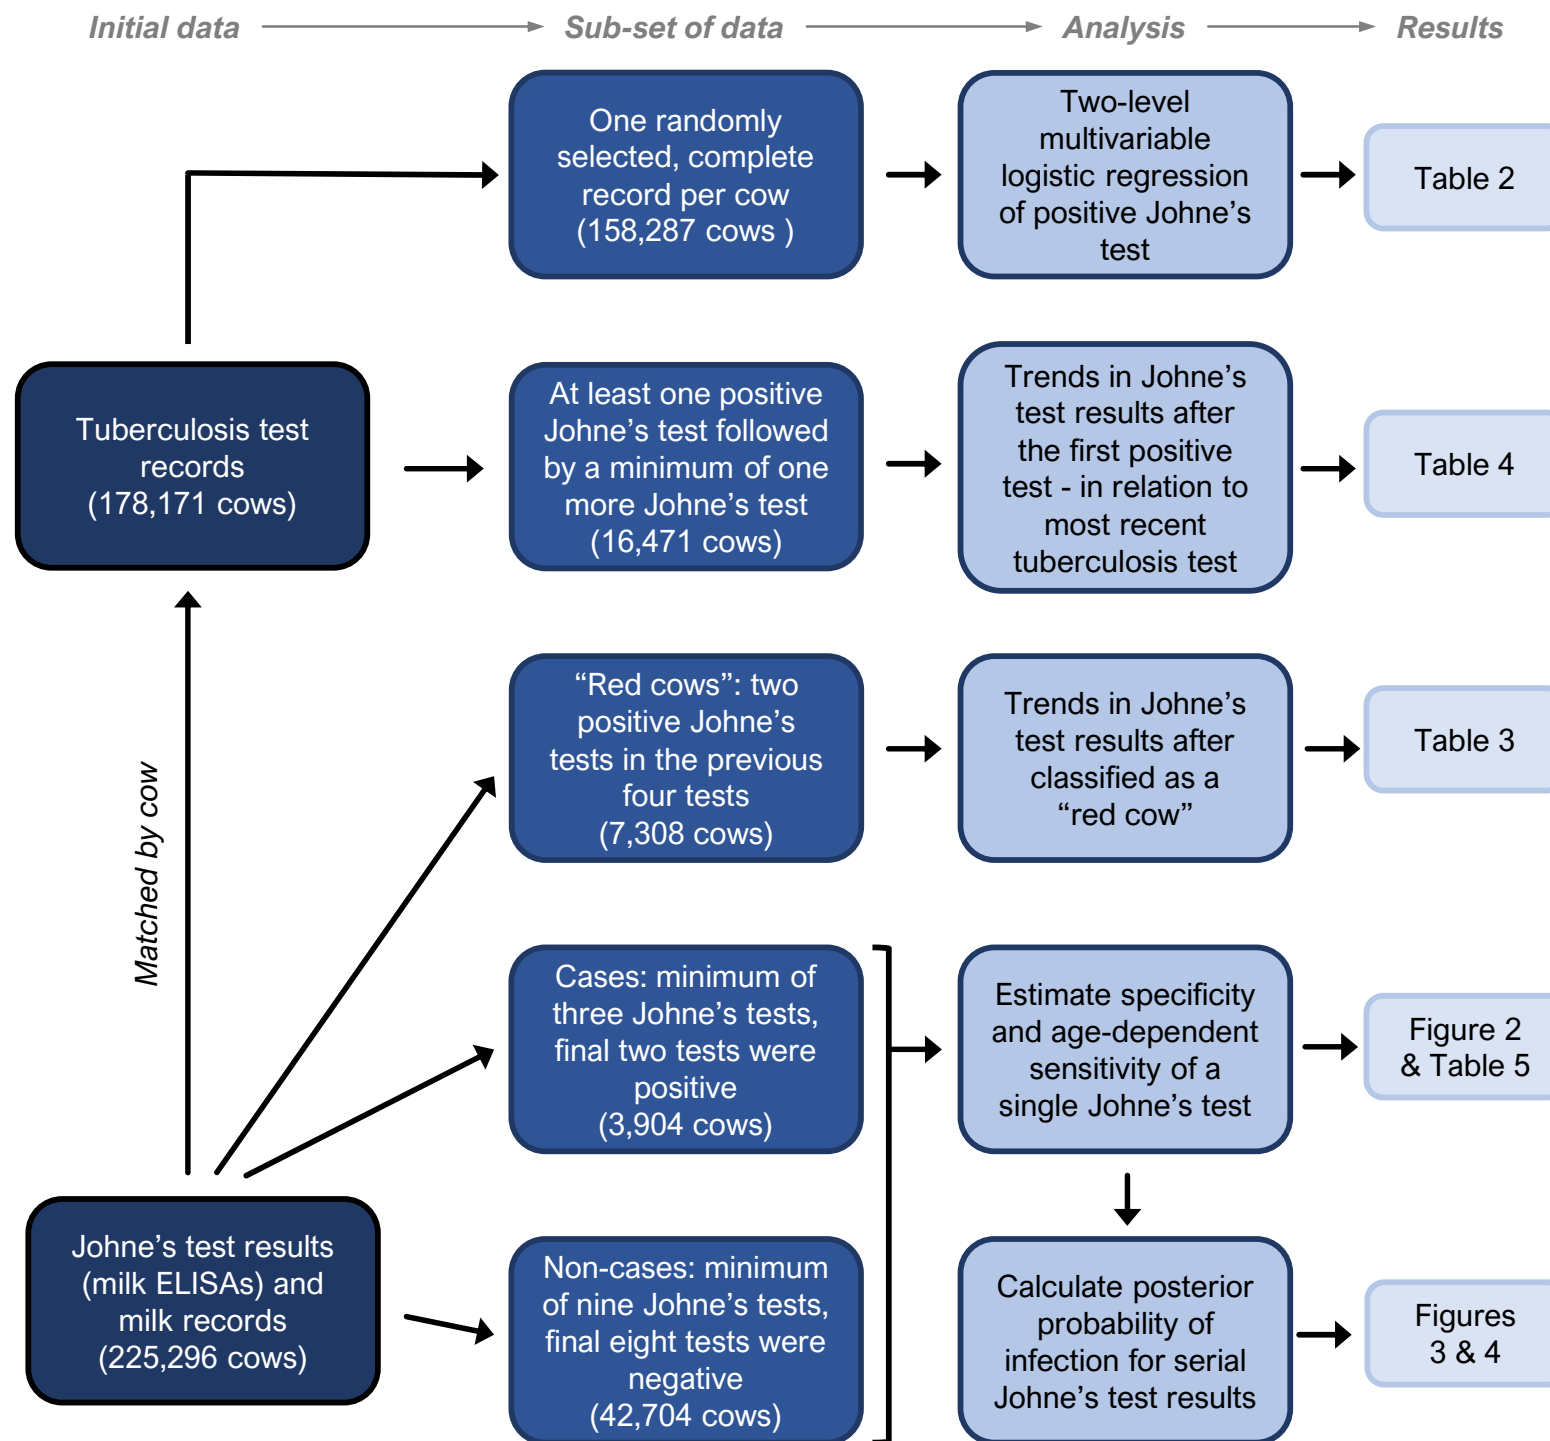 Initial data
Sub-set of data
Analysis
Results
One randomly
selected, complete
record per cow
(158,287 cows )
Two-level
multivariable
logistic regression
of positive Johne’s
test
Table 2
Tuberculosis test
records
(178,171 cows)
At least one positive
Johne’s test followed
by a minimum of one
more Johne’s test
(16,471 cows)
Trends in Johne’s
test results after
the first positive
test - in relation to
most recent
tuberculosis test
Table 4
Matched by cow
“Red cows”: two
positive Johne’s
tests in the previous
four tests
(7,308 cows)
Trends in Johne’s
test results after
classified as a
“red cow”
Table 3
Cases: minimum of
three Johne’s tests,
final two tests were
positive
(3,904 cows)
Estimate specificity
and age-dependent
sensitivity of a
single Johne’s test
Figure 2
& Table 5
Johne’s test results
(milk ELISAs) and
milk records
(225,296 cows)
Non-cases: minimum
of nine Johne’s tests,
final eight tests were
negative
(42,704 cows)
Calculate posterior
probability of
infection for serial
Johne’s test results
Figures
3 & 4